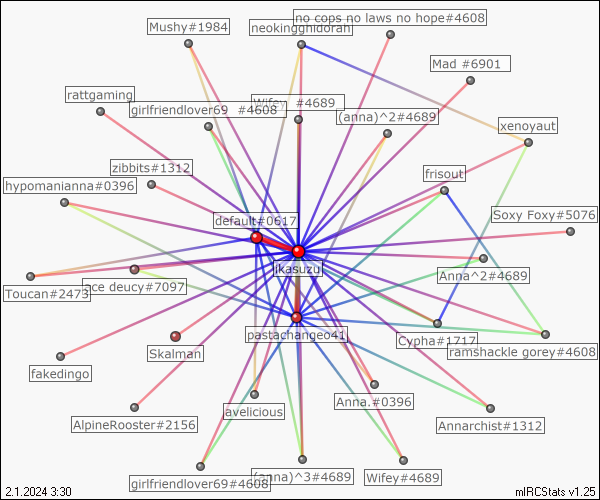 no cops no laws no hope#4608
Mushy#1984
neokingghidorah
Mad #6901
rattgaming
Wifey #4689
girlfriendlover69 #4608
(anna)^2#4689
xenoyaut
zibbits#1312
frisout
hypomanianna#0396
Soxy Foxy#5076
default#0617
jkasuzu
Anna^2#4689
ace deucy#7097
Toucan#2473
pastachangeo41
Cypha#1717
ramshackle gorey#4608
Skalman
fakedingo
Anna.#0396
avelicious
AlpineRooster#2156
Annarchist#1312
(anna)^3#4689
Wifey#4689
girlfriendlover69#4608
2.1.2024 3:30
mIRCStats v1.25